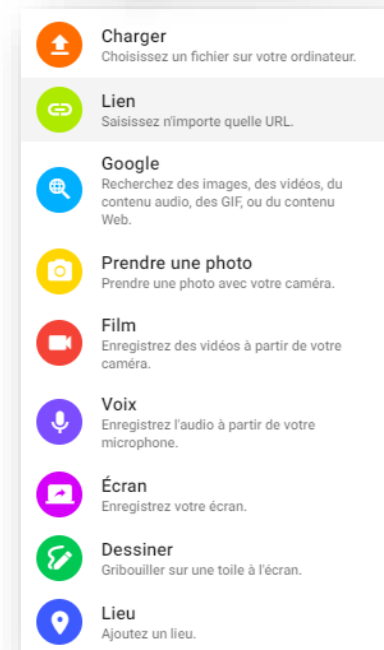 Charger
Choisissez un fichier sur votre ordinateur.
Lien
Saisissez n'importe quelle URL.
Google
Recherchez des images, des vidéos, du
contenu audio, des GIF, ou du contenu
Web.
Prendre une photo
Prendre une photo avec votre caméra.
Film
Enregistrez des vidéos à partir de votre
caméra.
Voix
Enregistrez l'audio à partir de votre
microphone.
Écran
Enregistrez votre écran.
Dessiner
Gribouiller sur une toile à l'écran.
Lieu
Ajoutez un lieu.